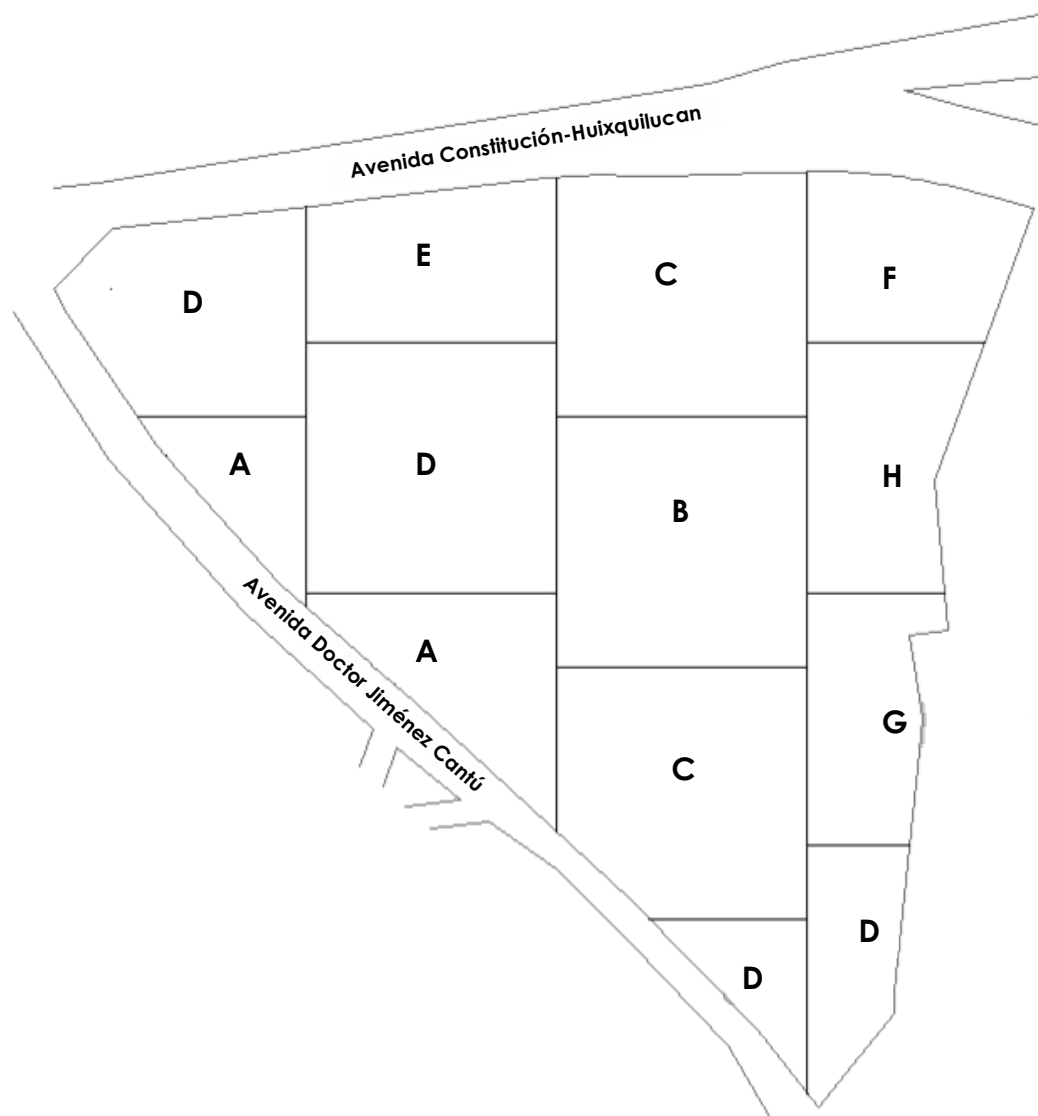 Avenida Constitución-Huixquilucan
E
C
F
D
A
D
H
B
A
G
C
D
D
Avenida Doctor Jiménez Cantú